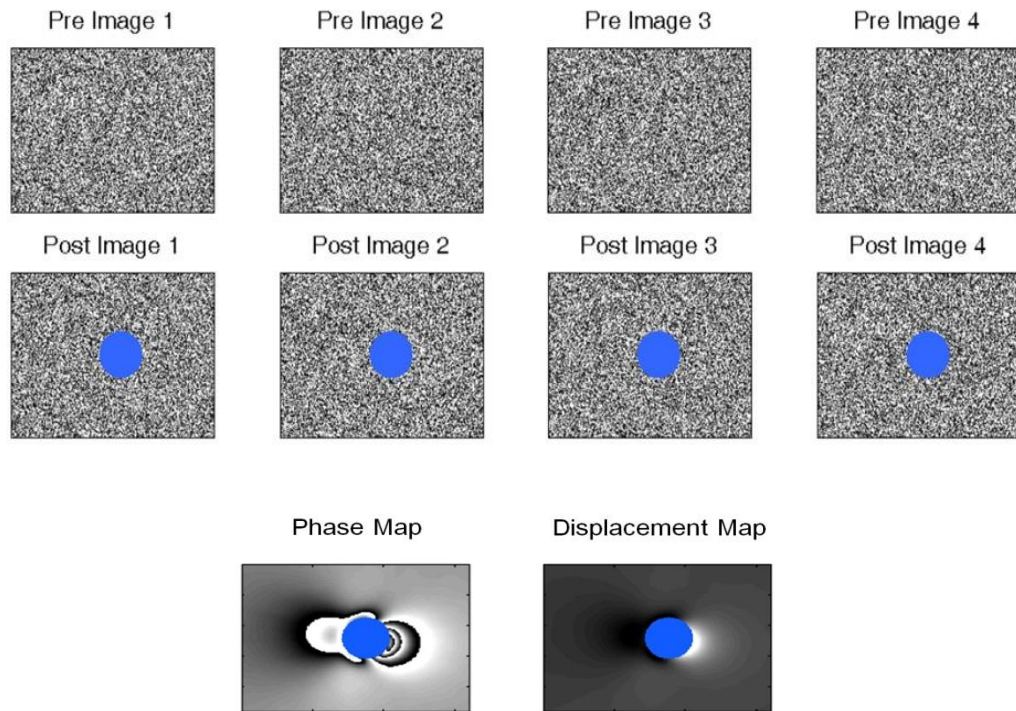 Pre Image 1
Pre Image 2
Pre Image 3
Pre Image 4
Post Image 1
Post Image 2
Post Image 3
Post Image 4
Phase Map
Displacement Map